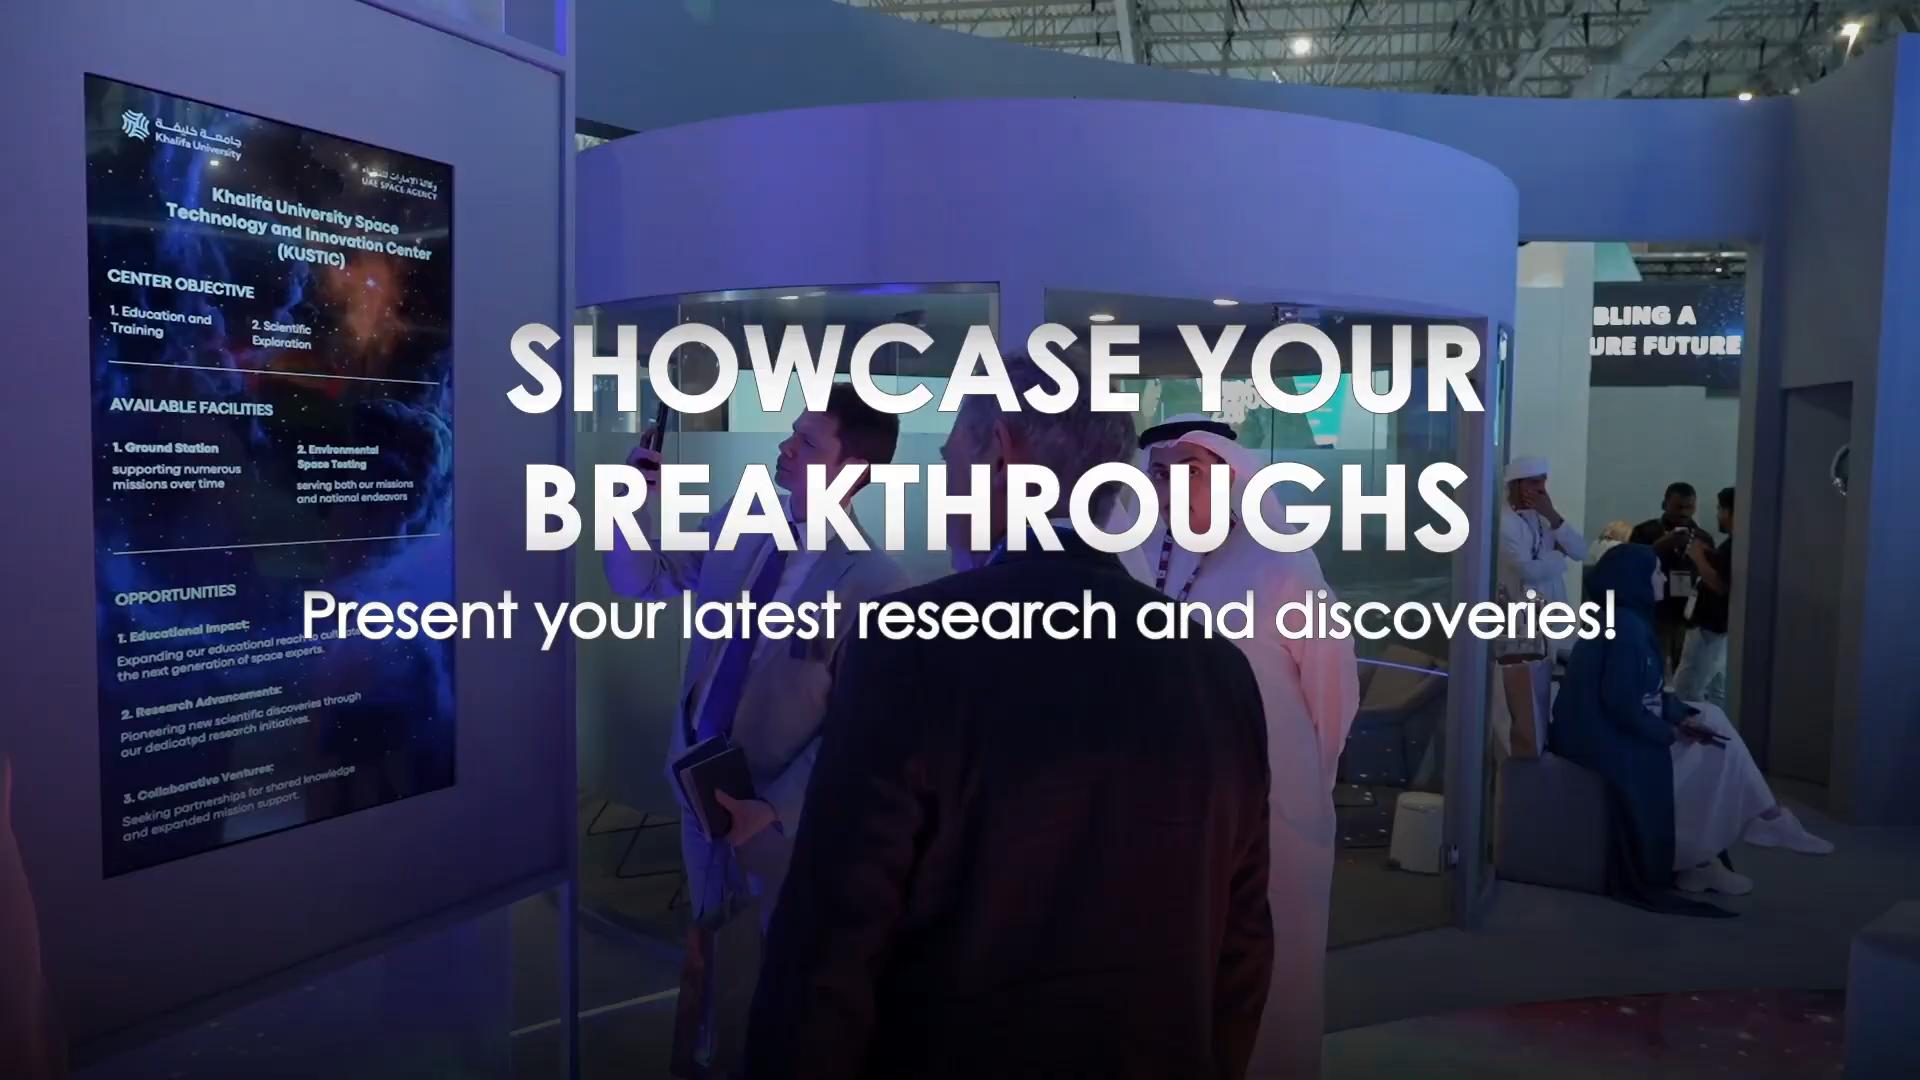 جامعة خليفة
Khalifa University
وكالة الإمارات للفضاء
UAE SPACE AGENCY
Khalifa University Space
Technology and Innovation Center
(KUSTIC)
CENTER OBJECTIVE
1. Education and
Training
2. Scientific
Exploration
AVAILABLE FACILITIES
1. Ground Station
supporting numerous
missions over time
2. Environmental
Space Testing
serving both our missions
and national endeavors
OPPORTUNITIES
1. Educational Impact:
Expanding our educational reach to
the next generation of space experts.
2. Research Advancements:
Pioneering new scientific discoveries through
our dedicated research initiatives.
3. Collaborative Ventures:
Seeking partnerships for shared knowledge
and expanded mission support.
SHOWCASE YOUR
BREAKTHROUGHS
Present your latest research and discoveries!
BLING A
URE FUTURE